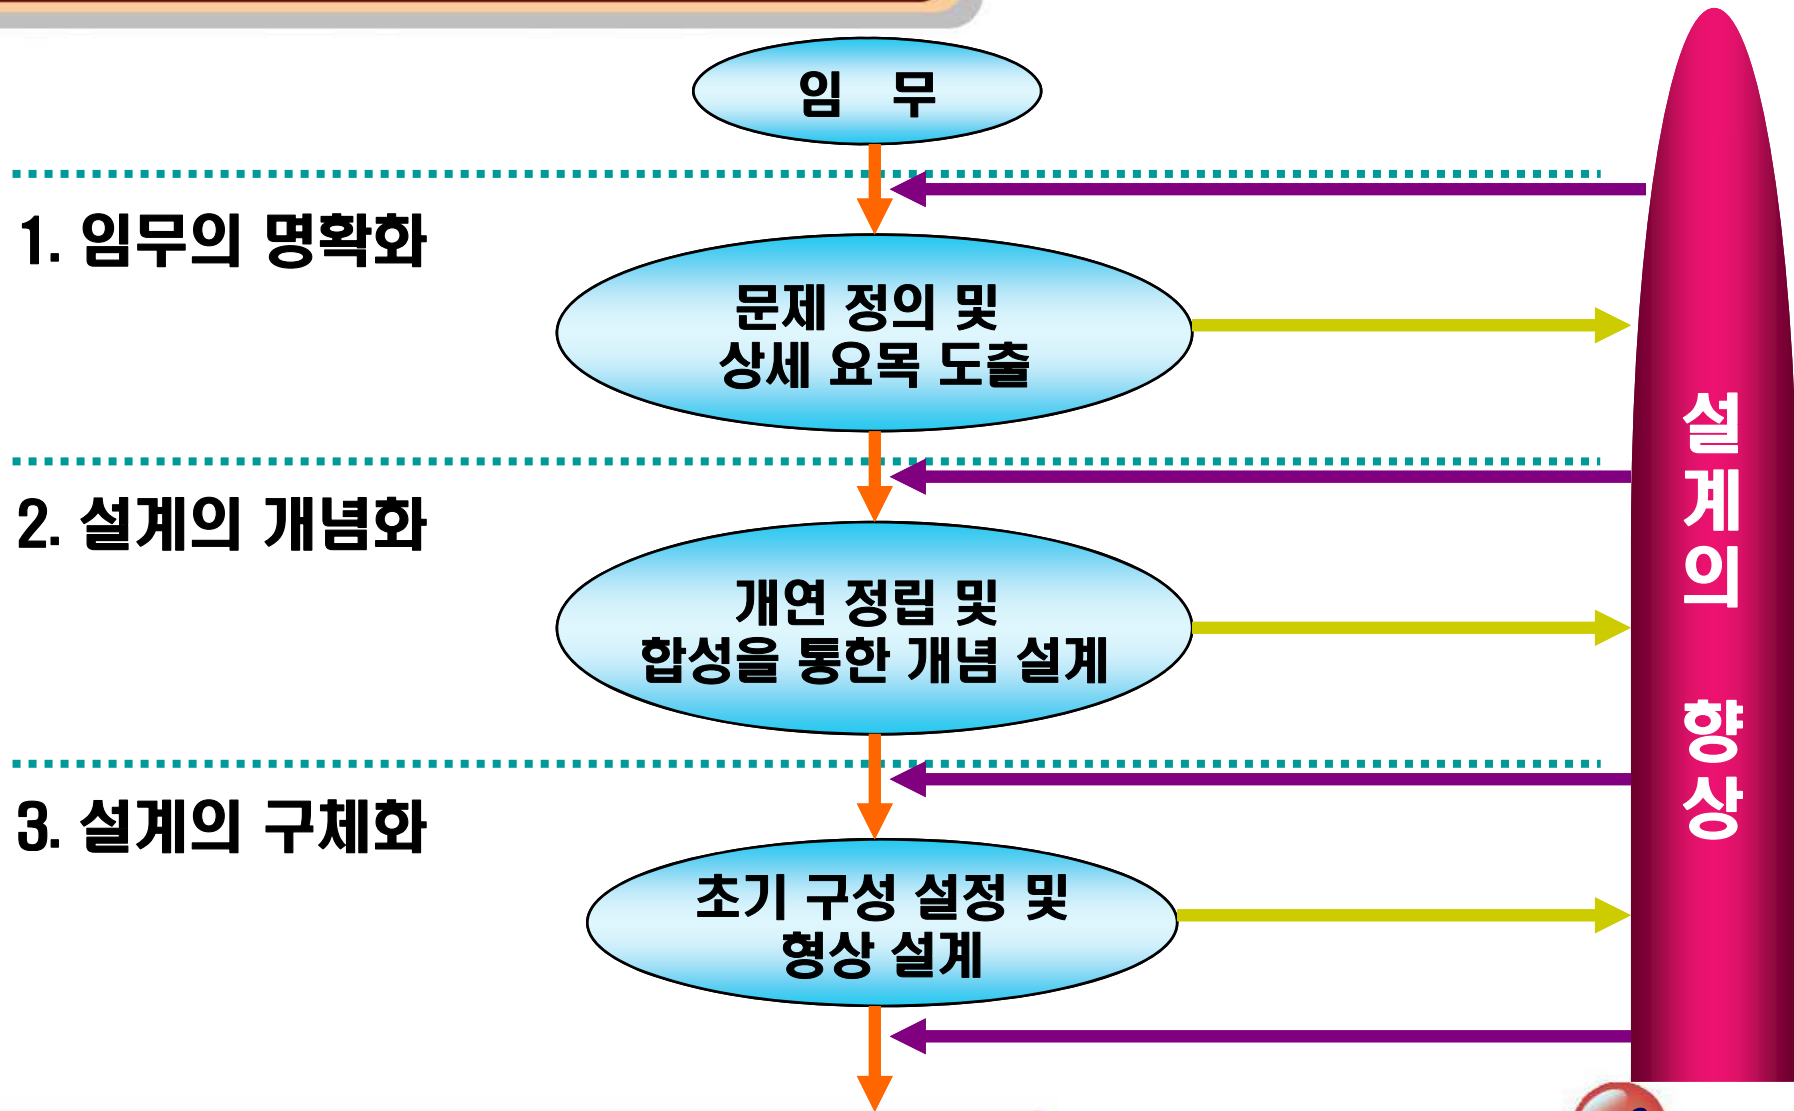 임 무
1. 임무의 명확화
문제 정의 및
상세 요목 도출
2. 설계의 개념화
개연 정립 및
합성을 통한 개념 설계
3. 설계의 구체화
초기 구성 설정 및
형상 설계
설계의 향상